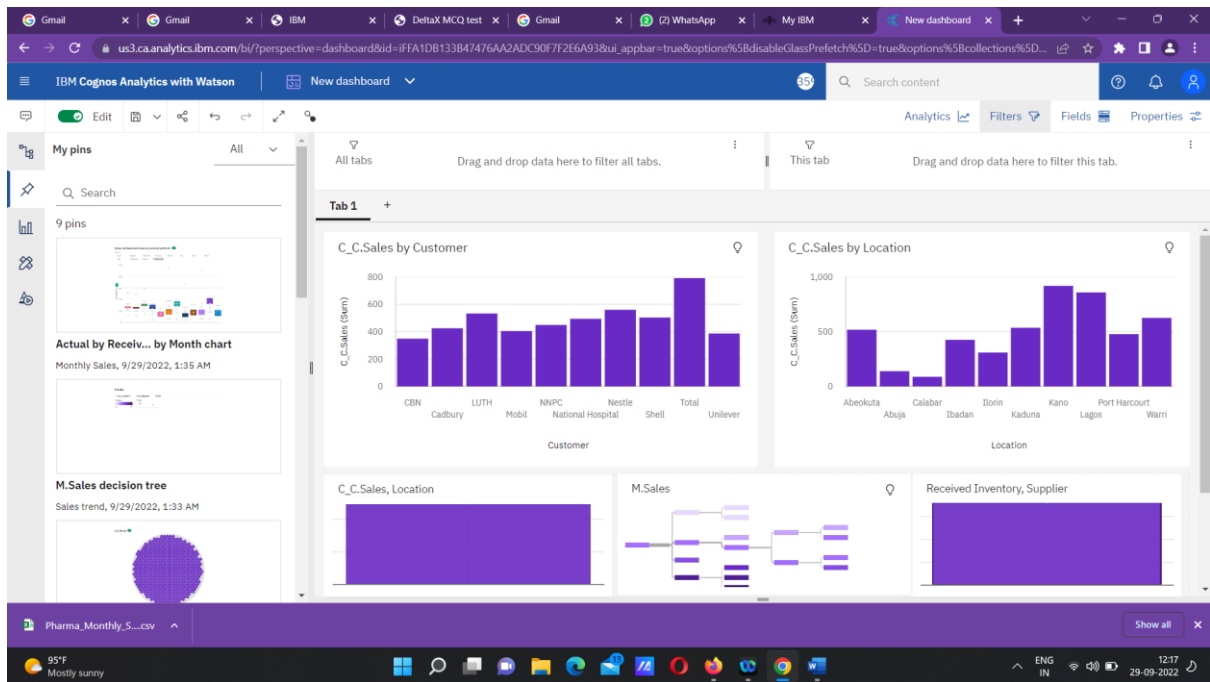 Gmail
Gmail
IBM
DeltaX MCQ test
Gmail
(2) WhatsApp
My IBM
New dashboard
us3.ca.analytics.ibm.com/bi/?perspective=dashboard&id=iFFA1DB133B47476AA2ADC90F7F2E6A93&ui_appbar=true&options%5BdisableGlassPrefetch%5D=true&options%5Bcollections%5D...
IBM Cognos Analytics with Watson
New dashboard
Search content
Edit
Analytics
Filters
Fields
Properties
My pins
All
Search
9 pins
Actual by Receiv... by Month chart
Monthly Sales, 9/29/2022, 1:35 AM
M.Sales decision tree
Sales trend, 9/29/2022, 1:33 AM
All tabs
Drag and drop data here to filter all tabs.
This tab
Drag and drop data here to filter this tab.
Tab 1
C_C.Sales by Customer
C_C.Sales (Sum)
800
600
400
200
0
CBN
Cadbury
LUTH
Mobil
NNPC
National Hospital
Nestle
Shell
Total
Unilever
Customer
C_C.Sales by Location
C_C.Sales (Sum)
1,000
500
0
Abeokuta
Abuja
Calabar
Ibadan
Ilorin
Kaduna
Kano
Lagos
Port Harcourt
Warri
Location
C_C.Sales, Location
M.Sales
Received Inventory, Supplier
Pharma_Monthly_S....csv
Show all
95°F
Mostly sunny
ENG
IN
12:17
29-09-2022